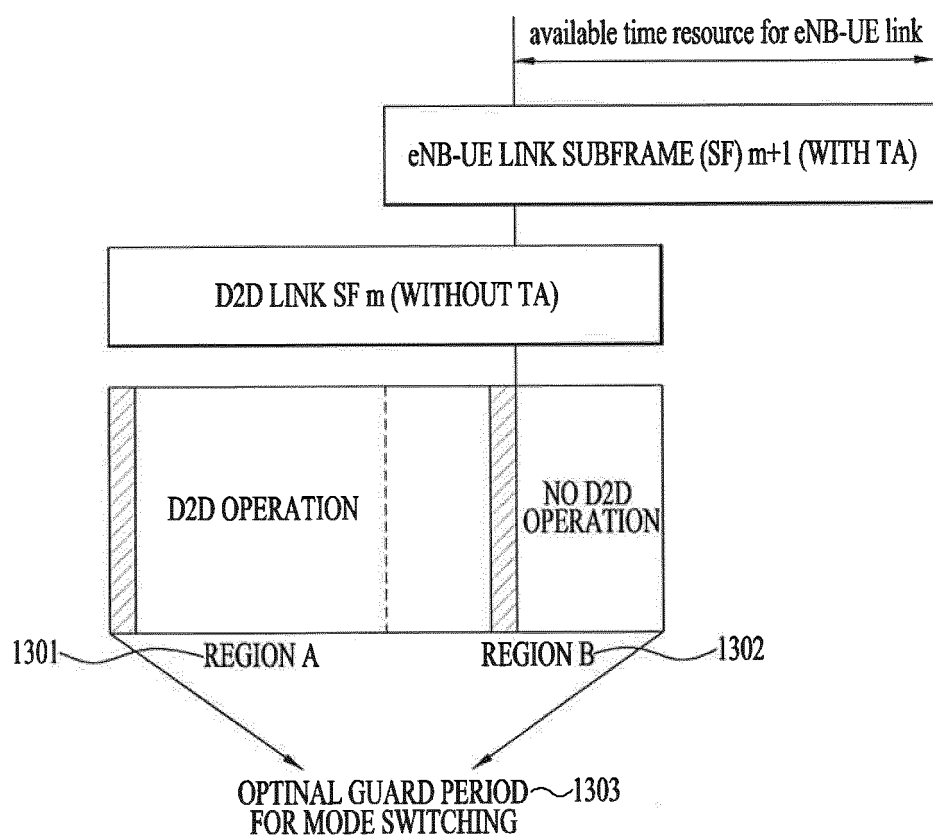 available time resource for eNB-UE link
eNB-UE LINK SUBFRAME (SF) m+1 (WITH TA)
D2D LINK SF m (WITHOUT TA)
D2D OPERATION
NO D2D
OPERATION
1301
REGION A
REGION B
1302
OPTINAL GUARD PERIOD
FOR MODE SWITCHING
1303